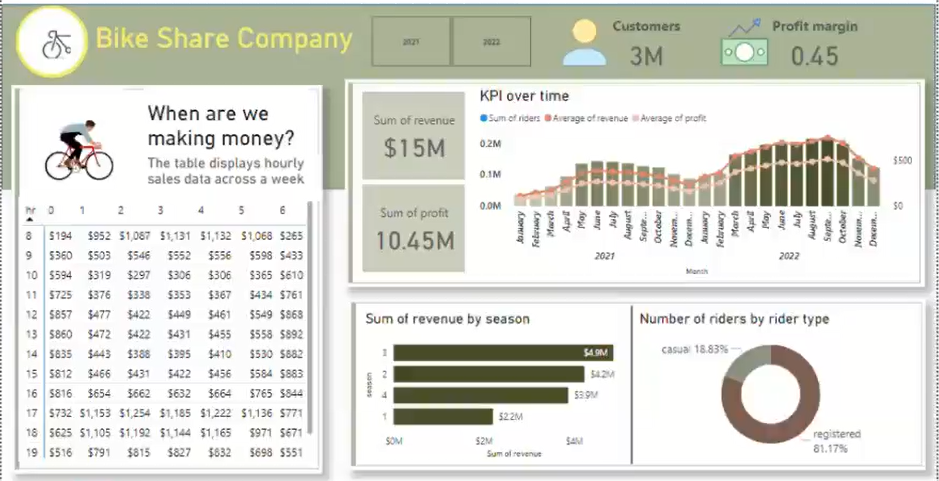 Bike Share Company
2021
2022
Customers
3M
Profit margin
0.45
When are we
making money?
The table displays hourly
sales data across a week
hr 0 1 2 3 4 5 6
8 $194 $952 $1,087 $1,131 $1,132 $1,068 $265
9 $360 $503 $546 $552 $556 $598 $433
10 $594 $319 $297 $306 $306 $365 $610
11 $725 $376 $338 $353 $367 $434 $761
12 $857 $477 $422 $449 $461 $549 $868
13 $860 $472 $422 $431 $455 $558 $892
14 $835 $443 $388 $395 $410 $530 $882
15 $812 $466 $431 $422 $456 $584 $883
16 $816 $654 $662 $632 $664 $765 $844
17 $732 $1,153 $1,254 $1,185 $1,222 $1,136 $771
18 $625 $1,105 $1,192 $1,144 $1,165 $971 $671
19 $516 $791 $815 $827 $832 $698 $551
Sum of revenue
$15M
Sum of profit
10.45M
KPI over time
Sum of riders Average of revenue Average of profit
0.2M
0.1M
0.0M
$500
$0
January February March April May June July August Septe... October Novem... Decem... January February March April May June July August Septe... October Novem... Decem...
2021 2022
Month
Sum of revenue by season
season
3 $4.9M
2 $4.2M
4 $3.9M
1 $2.2M
$0M $2M $4M
Sum of revenue
Number of riders by rider type
casual 18.83%
registered
81.17%